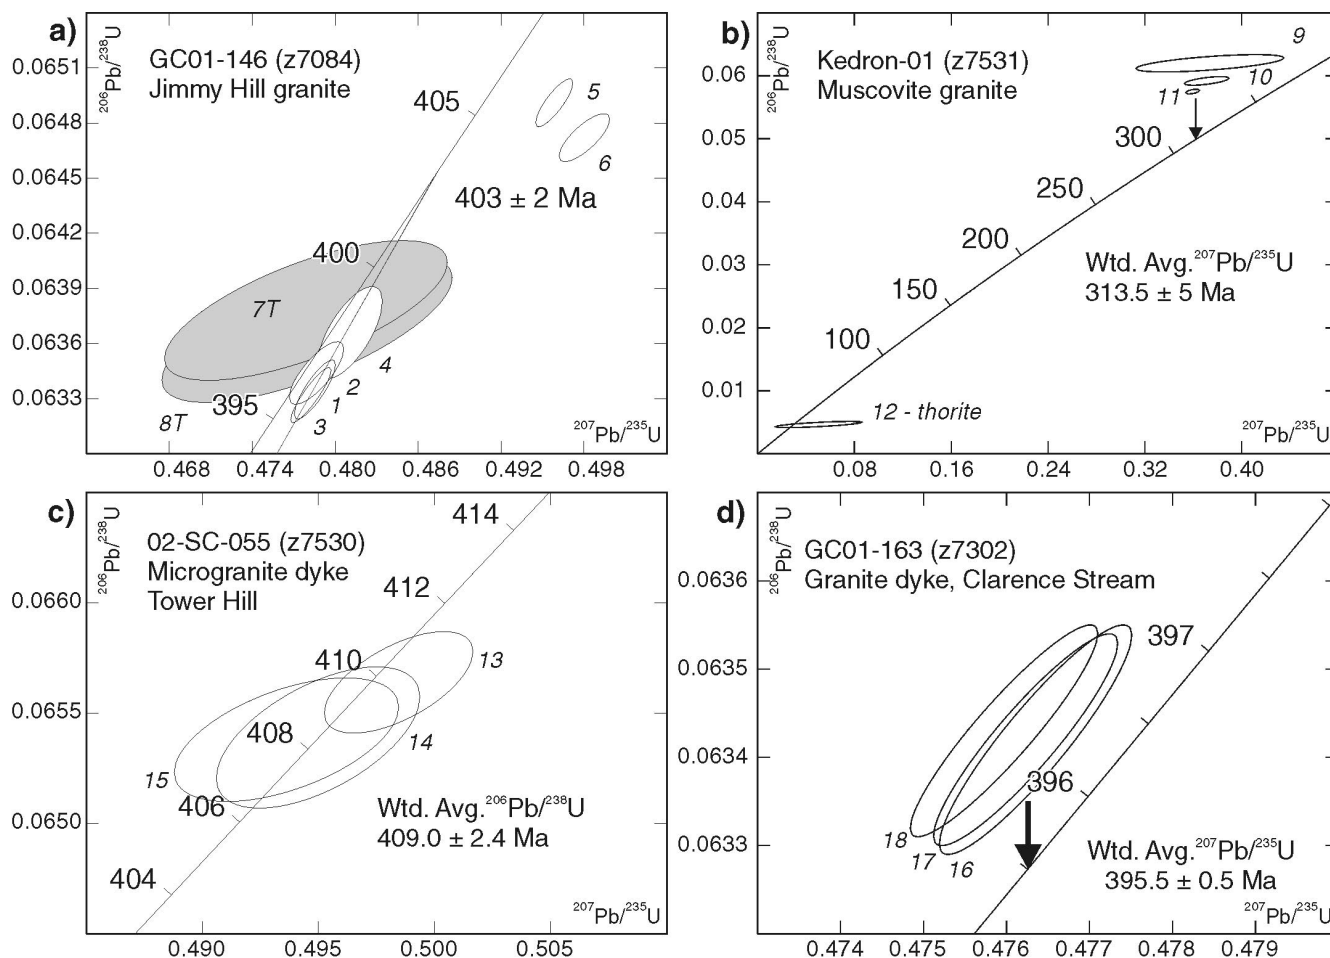 a)
²⁰⁶Pb/²³⁸U
GC01-146 (z7084)
Jimmy Hill granite
0.0651
0.0648
0.0645
0.0642
0.0639
0.0636
0.0633
405
5
6
403 ± 2 Ma
400
7T
4
2
1
3
395
8T
²⁰⁷Pb/²³⁵U
0.468 0.474 0.480 0.486 0.492 0.498
b)
²⁰⁶Pb/²³⁸U
Kedron-01 (z7531)
Muscovite granite
9
10
11
0.06
0.05
0.04
0.03
0.02
0.01
300
250
200
150
100
Wtd. Avg.²⁰⁷Pb/²³⁵U
313.5 ± 5 Ma
12 - thorite
²⁰⁷Pb/²³⁵U
0.08 0.16 0.24 0.32 0.40
c)
²⁰⁶Pb/²³⁸U
02-SC-055 (z7530)
Microgranite dyke
Tower Hill
414
412
410
408
406
404
0.0660
0.0655
0.0650
13
14
15
Wtd. Avg.²⁰⁶Pb/²³⁸U
409.0 ± 2.4 Ma
²⁰⁷Pb/²³⁵U
0.490 0.495 0.500 0.505
d)
²⁰⁶Pb/²³⁸U
GC01-163 (z7302)
Granite dyke, Clarence Stream
0.0636
0.0635
0.0634
0.0633
397
396
18
17
16
Wtd. Avg.²⁰⁷Pb/²³⁵U
395.5 ± 0.5 Ma
²⁰⁷Pb/²³⁵U
0.474 0.475 0.476 0.477 0.478 0.479